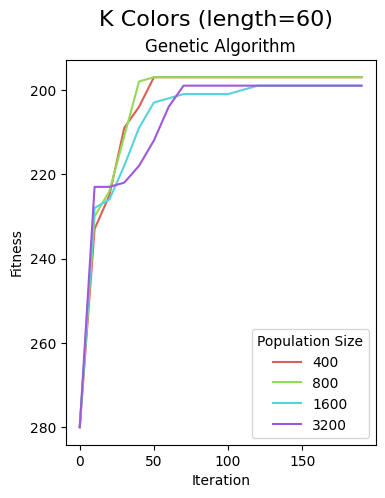 K Colors (length=60)
Genetic Algorithm
200
220
240
260
280
Fitness
0
50
100
150
Iteration
Population Size
400
800
1600
3200